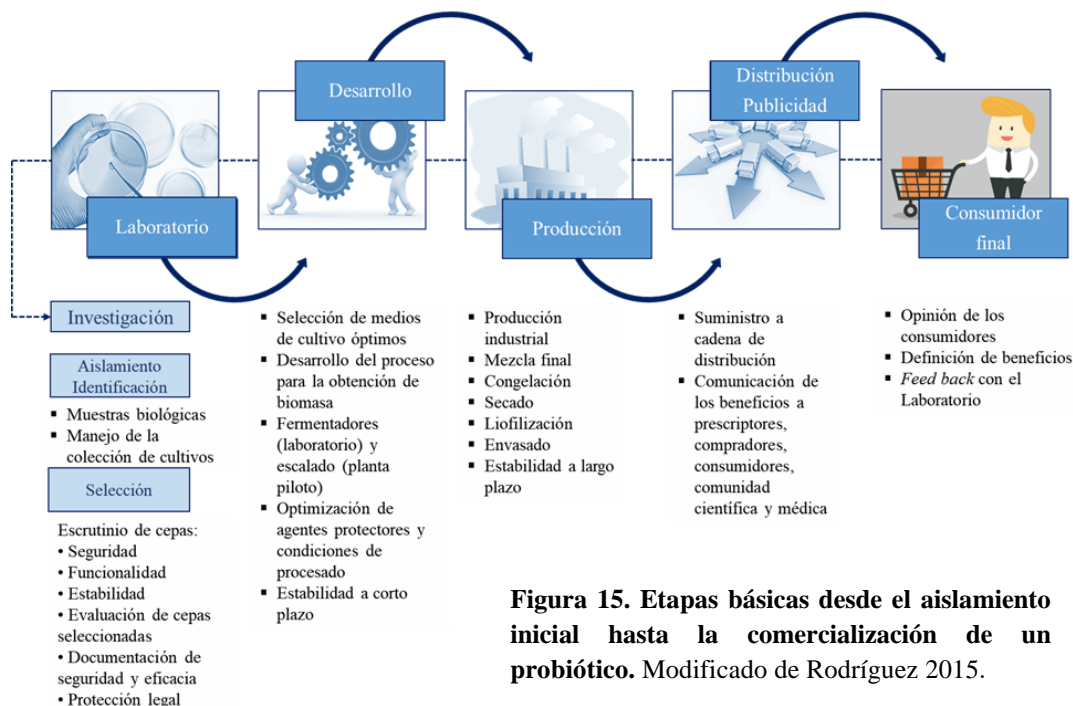 Laboratorio
Desarrollo
Producción
Distribución
Publicidad
Consumidor
final
Investigación
Aislamiento
Identificación
▪ Muestras biológicas
▪ Manejo de la
colección de cultivos
Selección
Escrutinio de cepas:
• Seguridad
• Funcionalidad
• Estabilidad
• Evaluación de cepas
seleccionadas
• Documentación de
seguridad y eficacia
• Protección legal
▪ Selección de medios
de cultivo óptimos
▪ Desarrollo del proceso
para la obtención de
biomasa
▪ Fermentadores
(laboratorio) y
escalado (planta
piloto)
▪ Optimización de
agentes protectores y
condiciones de
procesado
▪ Estabilidad a corto
plazo
▪ Producción
industrial
▪ Mezcla final
▪ Congelación
▪ Secado
▪ Liofilización
▪ Envasado
▪ Estabilidad a largo
plazo
▪ Suministro a
cadena de
distribución
▪ Comunicación de
los beneficios a
prescriptores,
compradores,
consumidores,
comunidad
científica y médica
▪ Opinión de los
consumidores
▪ Definición de beneficios
▪ Feed back con el
Laboratorio
Figura 15. Etapas básicas desde el aislamiento
inicial hasta la comercialización de un
probiótico. Modificado de Rodríguez 2015.